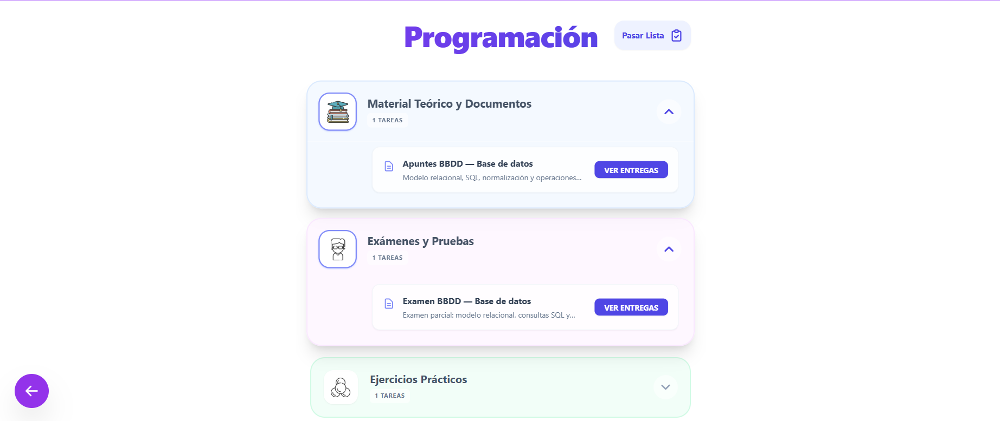 Programación
Pasar Lista
Material Teórico y Documentos
1 TAREAS
Apuntes BBDD — Base de datos
Modelo relacional, SQL, normalización y operaciones...
VER ENTREGAS
Exámenes y Pruebas
1 TAREAS
Examen BBDD — Base de datos
Examen parcial: modelo relacional, consultas SQL y...
VER ENTREGAS
Ejercicios Prácticos
1 TAREAS